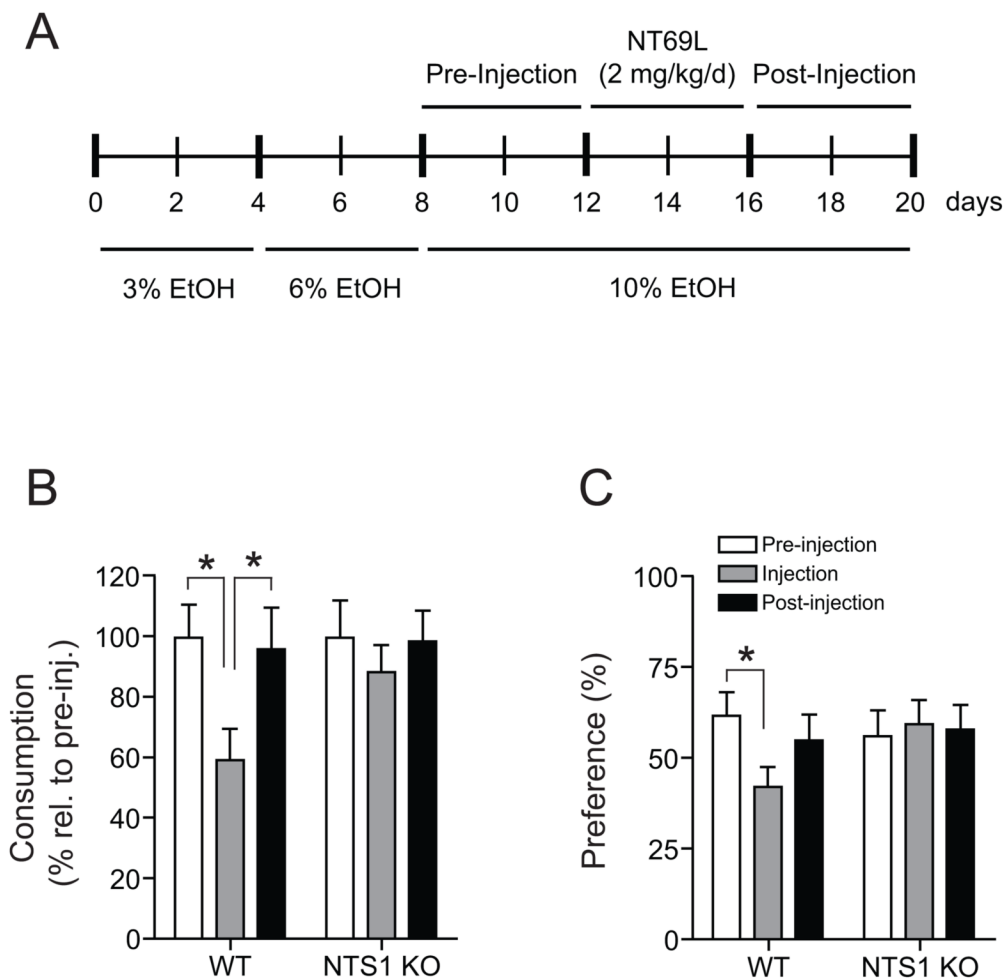 A
NT69L
Pre-Injection (2 mg/kg/d) Post-Injection
0 2 4 6 8 10 12 14 16 18 20 days
3% EtOH 6% EtOH 10% EtOH
B
* *
120
100
80
60
40
20
0
Consumption
(% rel. to pre-inj.)
WT NTS1 KO
C
Pre-injection
Injection
Post-injection
*
100
75
50
25
0
Preference (%)
WT NTS1 KO